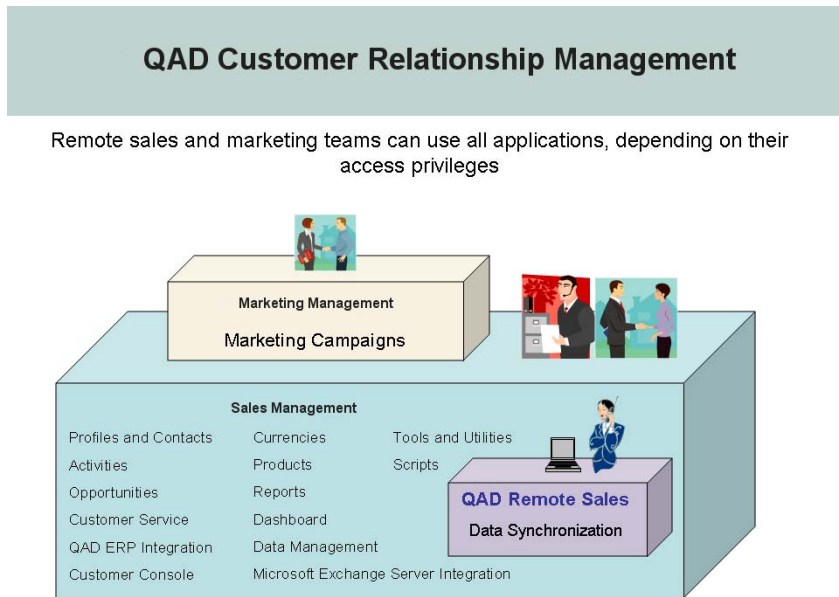 QAD Customer Relationship Management
Remote sales and marketing teams can use all applications, depending on their
access privileges
Marketing Management
Marketing Campaigns
Sales Management
Profiles and Contacts
Activities
Opportunities
Customer Service
QAD ERP Integration
Customer Console
Currencies
Products
Reports
Dashboard
Data Management
Microsoft Exchange Server Integration
Tools and Utilities
Scripts
QAD Remote Sales
Data Synchronization